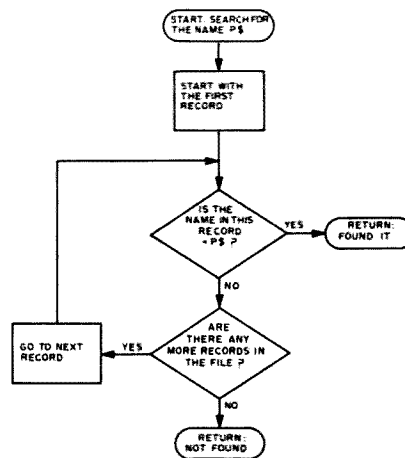 START: SEARCH FOR
THE NAME P$
START WITH
THE FIRST
RECORD
IS THE
NAME IN THIS
RECORD
= P$ ?
YES
RETURN:
FOUND IT
NO
ARE
THERE ANY
MORE RECORDS IN
THE FILE ?
YES
GO TO NEXT
RECORD
NO
RETURN:
NOT FOUND